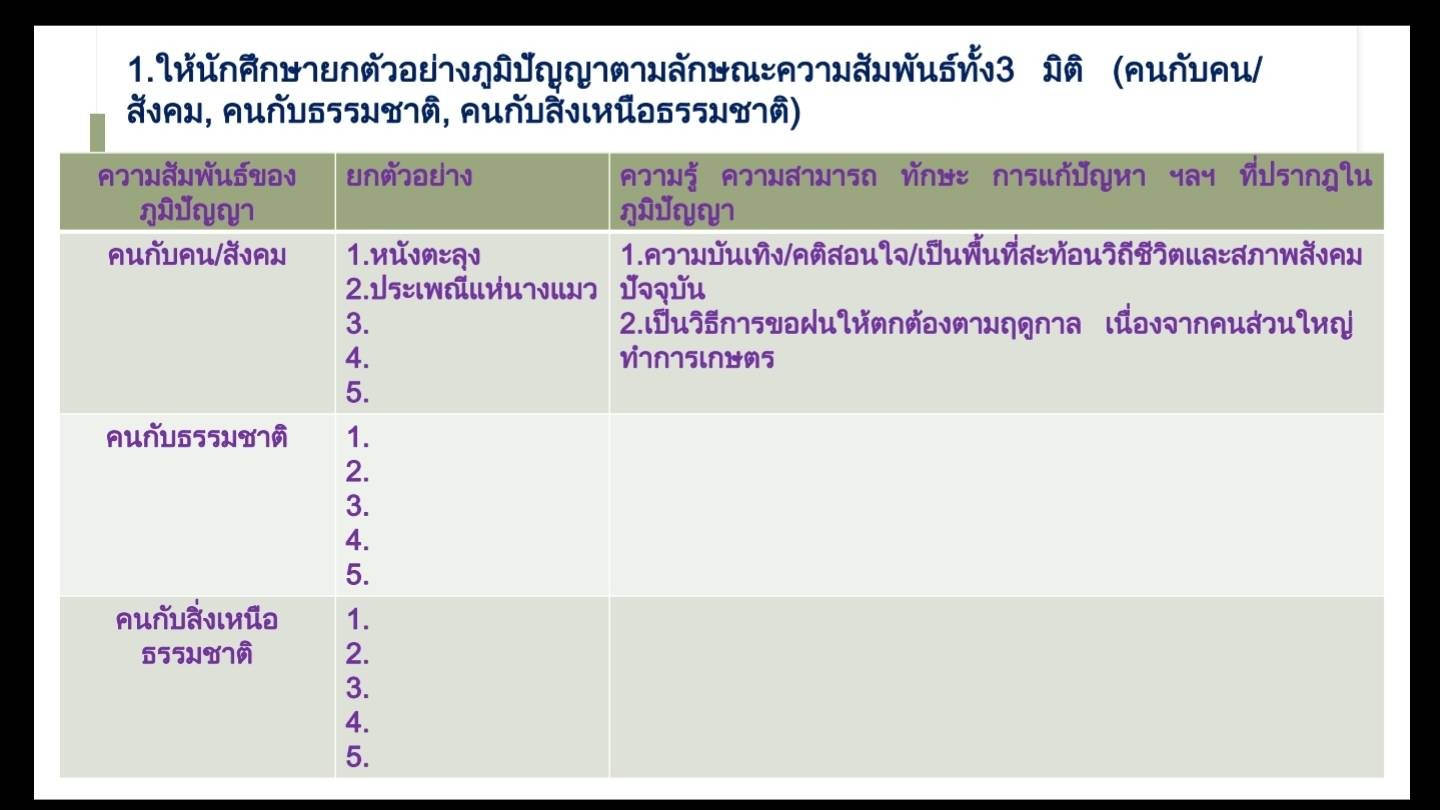 1.ให้นักศึกษายกตัวอย่างภูมิปัญญาตามลักษณะความสัมพันธ์ทั้ง3 มิติ (คนกับคน/
สังคม, คนกับธรรมชาติ, คนกับสิ่งเหนือธรรมชาติ)
ความสัมพันธ์ของ
ภูมิปัญญา
ยกตัวอย่าง
ความรู้ ความสามารถ ทักษะ การแก้ปัญหา ฯลฯ ที่ปรากฎใน
ภูมิปัญญา
คนกับคน/สังคม
1.หนังตะลุง
2.ประเพณีแห่นางแมว
3.
4.
5.
1.ความบันเทิง/คติสอนใจ/เป็นพื้นที่สะท้อนวิถีชีวิตและสภาพสังคม
ปัจจุบัน
2.เป็นวิธีการขอฝนให้ตกต้องตามฤดูกาล เนื่องจากคนส่วนใหญ่
ทำการเกษตร
คนกับธรรมชาติ
1.
2.
3.
4.
5.
คนกับสิ่งเหนือ
ธรรมชาติ
1.
2.
3.
4.
5.